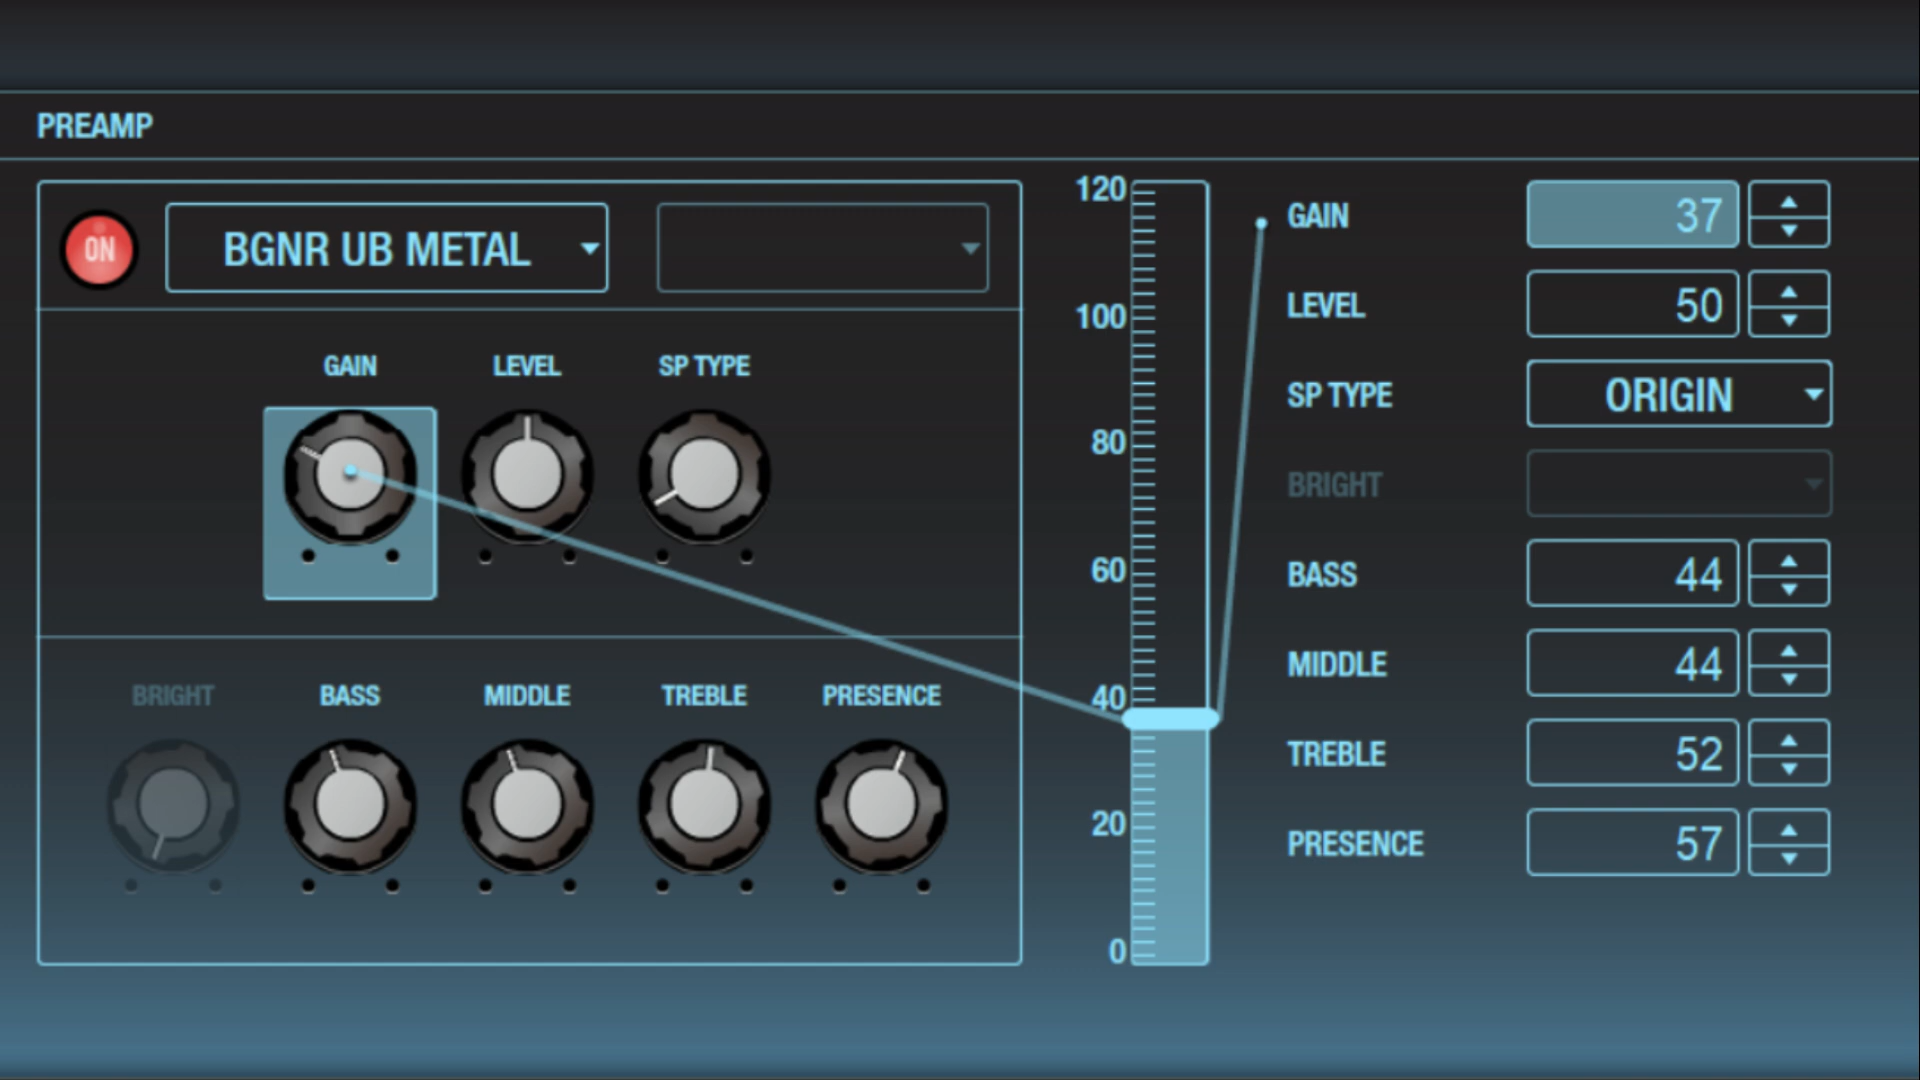 PREAMP
ON
BGNR UB METAL
GAIN LEVEL SP TYPE
BRIGHT BASS MIDDLE TREBLE PRESENCE
120
100
80
60
40
20
0
GAIN 37
LEVEL 50
SP TYPE ORIGIN
BRIGHT
BASS 44
MIDDLE 44
TREBLE 52
PRESENCE 57